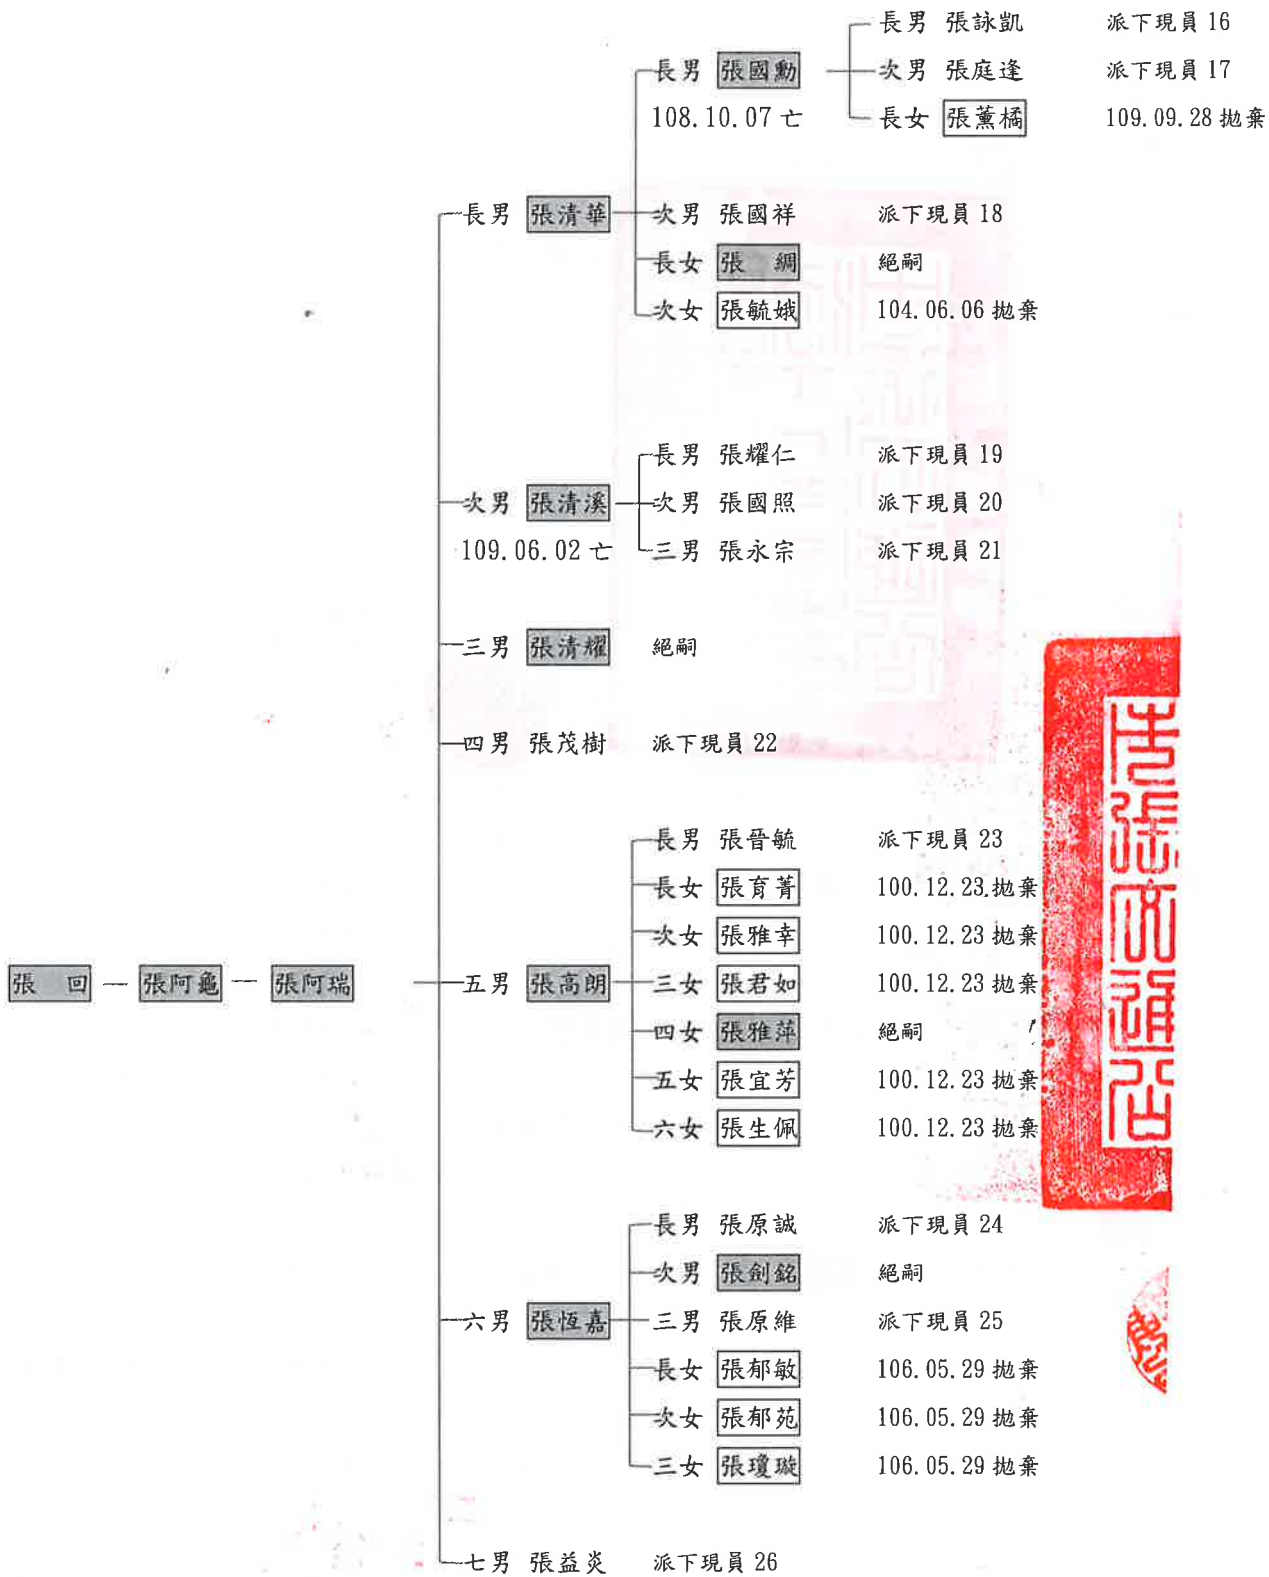 長男 張詠凱 派下現員 16
長男 張國勳 次男 張庭逢 派下現員 17
108.10.07 亡 長女 張薰橘 109.09.28 拋棄
長男 張清華 次男 張國祥 派下現員 18
長女 張 綢 絕嗣
次女 張毓娥 104.06.06 拋棄
長男 張耀仁 派下現員 19
次男 張清溪 次男 張國照 派下現員 20
109.06.02 亡 三男 張永宗 派下現員 21
三男 張清耀 絕嗣
四男 張茂樹 派下現員 22
長男 張晉毓 派下現員 23
長女 張育菁 100.12.23.拋棄
次女 張雅幸 100.12.23 拋棄
張 回 — 張阿龜 — 張阿瑞 五男 張高朗 三女 張君如 100.12.23 拋棄
四女 張雅萍 絕嗣
五女 張宜芳 100.12.23 拋棄
六女 張生佩 100.12.23 拋棄
長男 張原誠 派下現員 24
次男 張劍銘 絕嗣
六男 張恆嘉 三男 張原維 派下現員 25
長女 張郁敏 106.05.29 拋棄
次女 張郁苑 106.05.29 拋棄
三女 張瓊璇 106.05.29 拋棄
七男 張益炎 派下現員 26